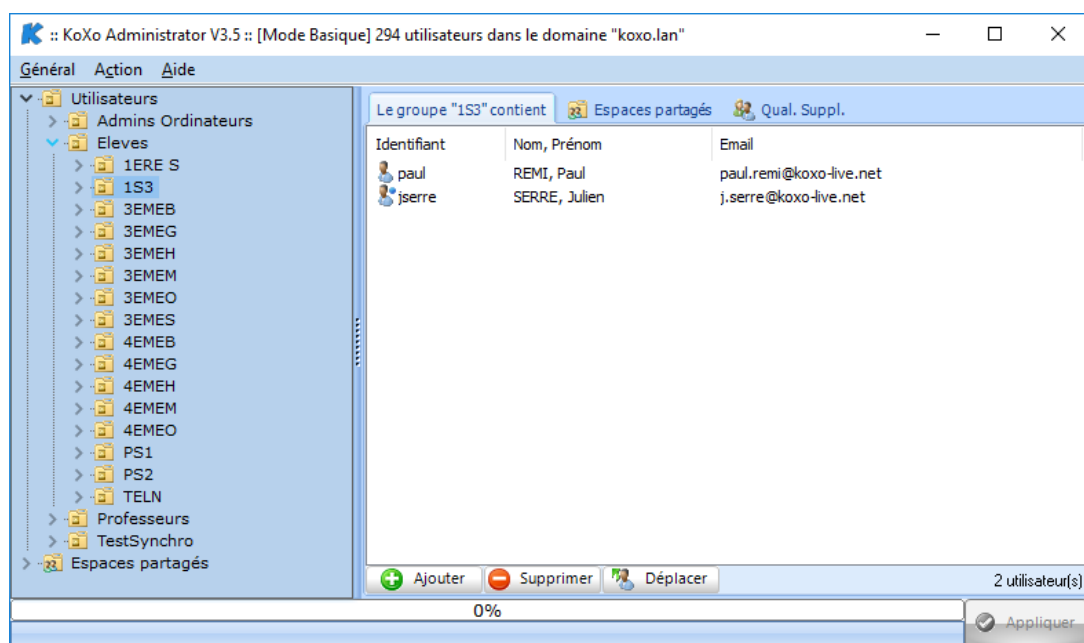 :: KoXo Administrator V3.5 :: [Mode Basique] 294 utilisateurs dans le domaine "koxo.lan"
Général Action Aide
Utilisateurs
Admins Ordinateurs
Eleves
1ERE S
1S3
3EMEB
3EMEG
3EMEH
3EMEM
3EMEO
3EMES
4EMEB
4EMEG
4EMEH
4EMEM
4EMEO
PS1
PS2
TELN
Professeurs
TestSynchro
Espaces partagés
Le groupe "1S3" contient Espaces partagés Qual. Suppl.
Identifiant Nom, Prénom Email
paul REMI, Paul paul.remi@koxo-live.net
jserre SERRE, Julien j.serre@koxo-live.net
Ajouter Supprimer Déplacer 2 utilisateur(s)
0%
Appliquer